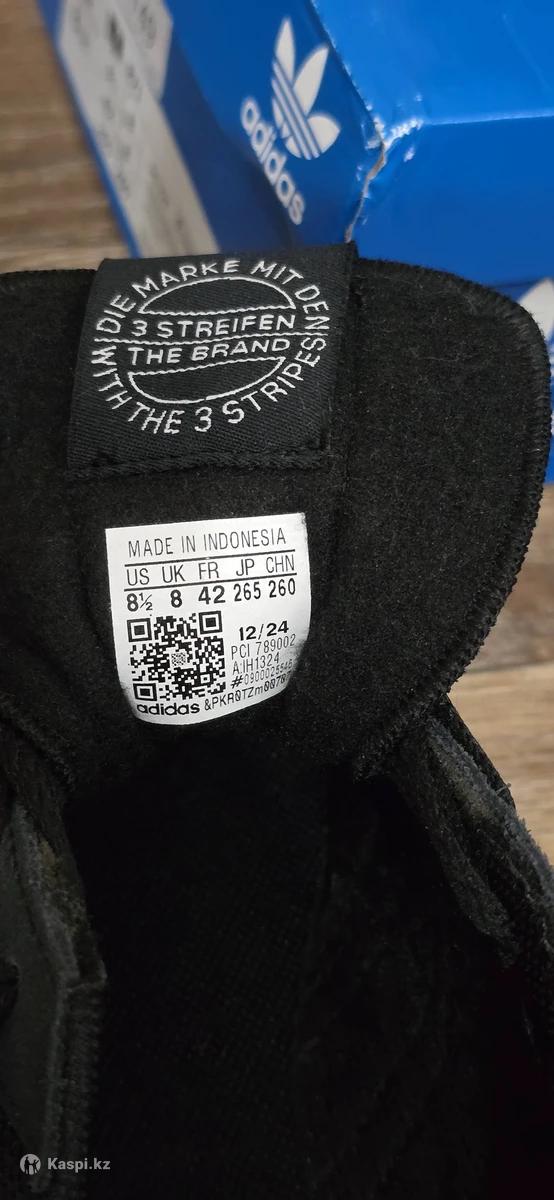 adidas
DIE MARKE MIT DEN
3 STREIFEN
THE BRAND
WITH THE 3 STRIPES
MADE IN INDONESIA
US UK FR JP CHN
8½ 8 42 265 260
12/24
PCI 789002
A:IH1324
adidas
Kaspi.kz